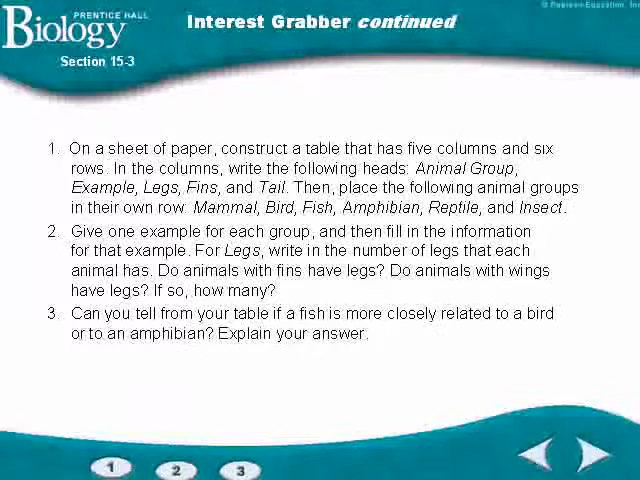 PRENTICE HALL
Biology
Interest Grabber continued
© Pearson Education, Inc
Section 15-3
1. On a sheet of paper, construct a table that has five columns and six
rows. In the columns, write the following heads: Animal Group,
Example, Legs, Fins, and Tail. Then, place the following animal groups
in their own row: Mammal, Bird, Fish, Amphibian, Reptile, and Insect.
2. Give one example for each group, and then fill in the information
for that example. For Legs, write in the number of legs that each
animal has. Do animals with fins have legs? Do animals with wings
have legs? If so, how many?
3. Can you tell from your table if a fish is more closely related to a bird
or to an amphibian? Explain your answer.
1 2 3